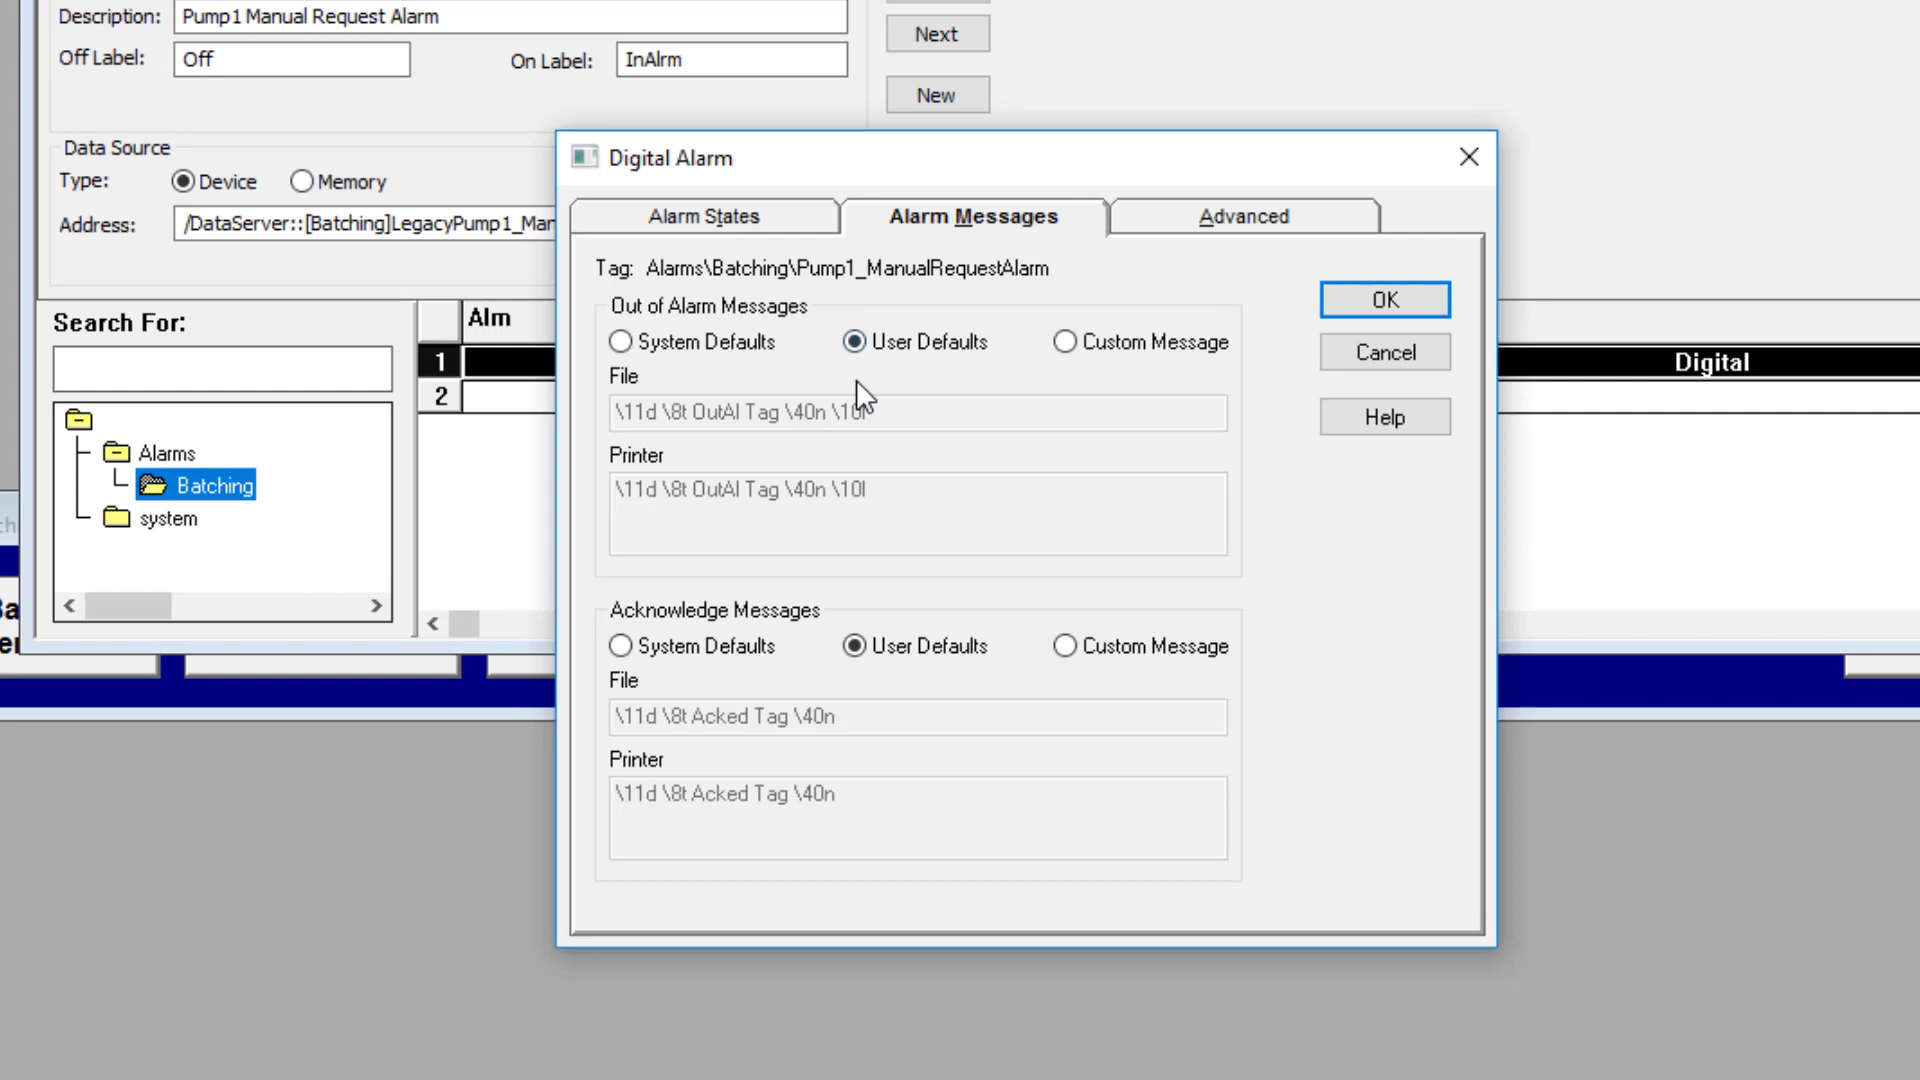 Description: Pump1 Manual Request Alarm
Off Label: Off On Label: InAlrm
Next
New
Data Source
Type: Device Memory
Address: /DataServer::[Batching]LegacyPump1_Man
Search For:
Alarms
Batching
system
Alm
1
2
Digital
Digital Alarm
Alarm States Alarm Messages Advanced
Tag: Alarms\Batching\Pump1_ManualRequestAlarm
Out of Alarm Messages
System Defaults User Defaults Custom Message
File
\11d \8t OutAl Tag \40n \10l
Printer
\11d \8t OutAl Tag \40n \10l
Acknowledge Messages
System Defaults User Defaults Custom Message
File
\11d \8t Acked Tag \40n
Printer
\11d \8t Acked Tag \40n
OK
Cancel
Help